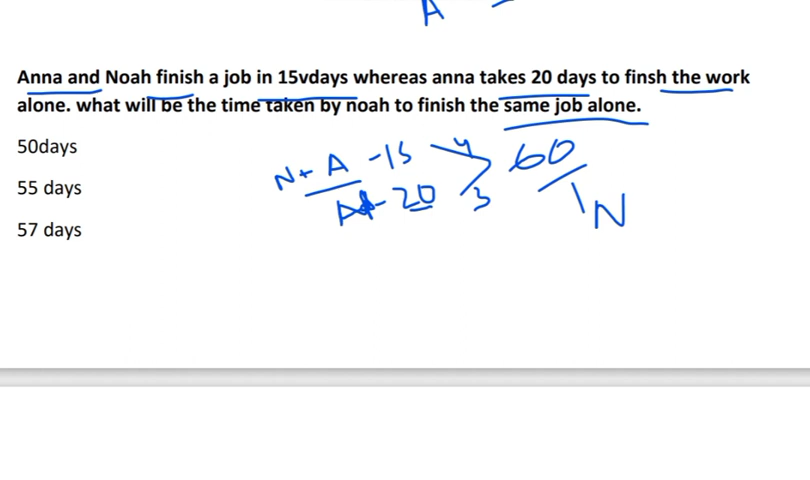 A
Anna and Noah finish a job in 15vdays whereas anna takes 20 days to finsh the work
alone. what will be the time taken by noah to finish the same job alone.
50days
N+A -15 4 60
55 days
A-20 3 1 N
57 days